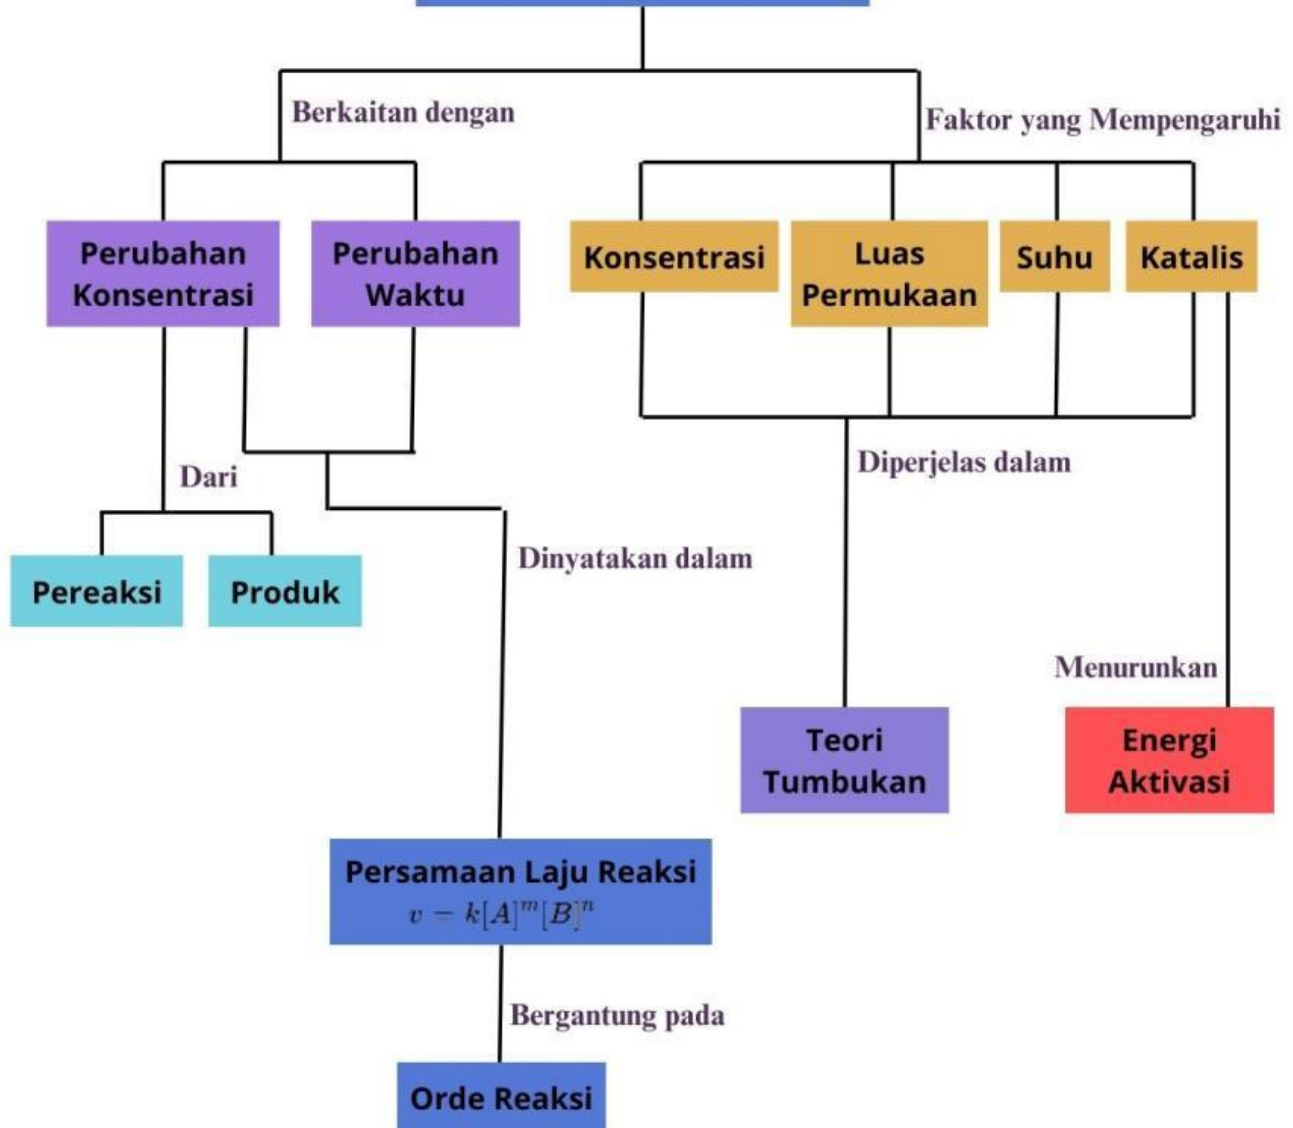 Berkaitan dengan
Faktor yang Mempengaruhi
Perubahan
Konsentrasi
Perubahan
Waktu
Konsentrasi
Luas
Permukaan
Suhu
Katalis
Dari
Diperjelas dalam
Pereaksi
Produk
Dinyatakan dalam
Menurunkan
Teori
Tumbukan
Energi
Aktivasi
Persamaan Laju Reaksi
v = k[A]^m[B]^n
Bergantung pada
Orde Reaksi